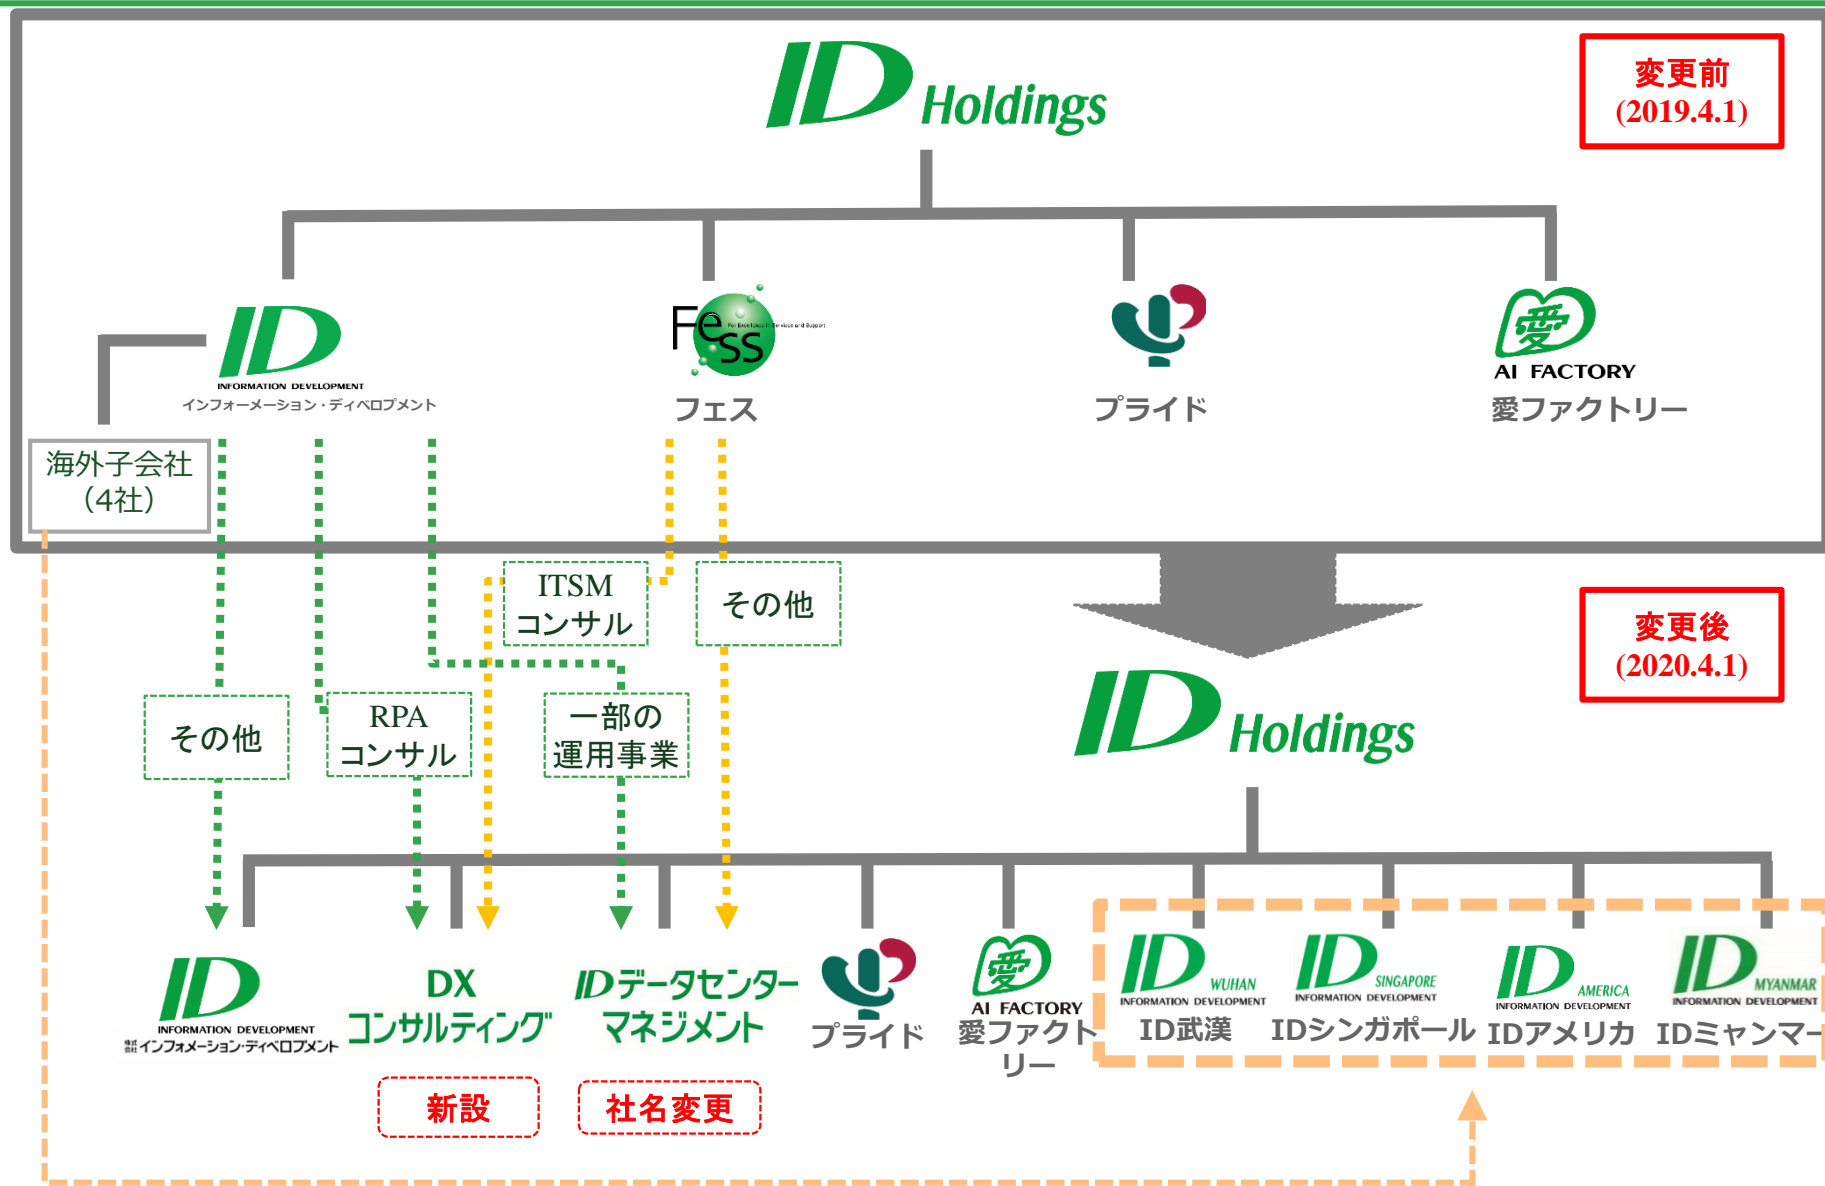 ID Holdings
変更前
(2019.4.1)
ID
INFORMATION DEVELOPMENT
インフォーメーション・ディベロプメント
Fess
For Excellence in Services and Support
フェス
プライド
愛
AI FACTORY
愛ファクトリー
海外子会社
（4社）
ITSM
コンサル
その他
変更後
(2020.4.1)
その他
RPA
コンサル
一部の
運用事業
ID Holdings
ID
INFORMATION DEVELOPMENT
株式会社 インフォメーション・ディベロプメント
DX
コンサルティング
IDデータセンター
マネジメント
プライド
愛
AI FACTORY
愛ファクト
リー
ID WUHAN
INFORMATION DEVELOPMENT
ID武漢
ID SINGAPORE
INFORMATION DEVELOPMENT
IDシンガポール
ID AMERICA
INFORMATION DEVELOPMENT
IDアメリカ
ID MYANMAR
INFORMATION DEVELOPMENT
IDミャンマー
新設
社名変更